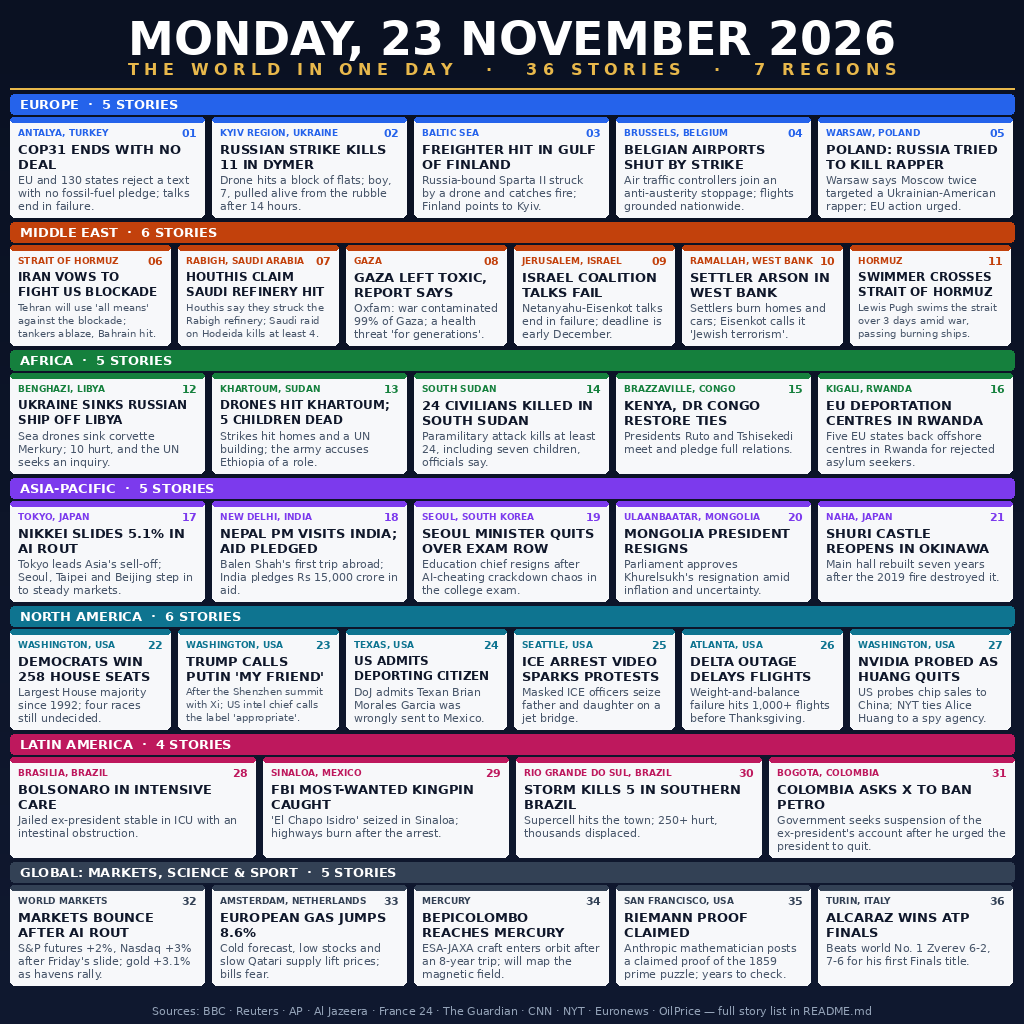 MONDAY, 23 NOVEMBER 2026
THE WORLD IN ONE DAY · 36 STORIES · 7 REGIONS
EUROPE · 5 STORIES
ANTALYA, TURKEY 01
COP31 ENDS WITH NO
DEAL
EU and 130 states reject a text
with no fossil-fuel pledge; talks
end in failure.
KYIV REGION, UKRAINE 02
RUSSIAN STRIKE KILLS
11 IN DYMER
Drone hits a block of flats; boy,
7, pulled alive from the rubble
after 14 hours.
BALTIC SEA 03
FREIGHTER HIT IN GULF
OF FINLAND
Russia-bound Sparta II struck
by a drone and catches fire;
Finland points to Kyiv.
BRUSSELS, BELGIUM 04
BELGIAN AIRPORTS
SHUT BY STRIKE
Air traffic controllers join an
anti-austerity stoppage; flights
grounded nationwide.
WARSAW, POLAND 05
POLAND: RUSSIA TRIED
TO KILL RAPPER
Warsaw says Moscow twice
targeted a Ukrainian-American
rapper; EU action urged.
MIDDLE EAST · 6 STORIES
STRAIT OF HORMUZ 06
IRAN VOWS TO
FIGHT US BLOCKADE
Tehran will use 'all means'
against the blockade;
tankers ablaze, Bahrain hit.
RABIGH, SAUDI ARABIA 07
HOUTHIS CLAIM
SAUDI REFINERY HIT
Houthis say they struck the
Rabigh refinery; Saudi raid
on Hodeida kills at least 4.
GAZA 08
GAZA LEFT TOXIC,
REPORT SAYS
Oxfam: war contaminated
99% of Gaza; a health
threat 'for generations'.
JERUSALEM, ISRAEL 09
ISRAEL COALITION
TALKS FAIL
Netanyahu-Eisenkot talks
end in failure; deadline is
early December.
RAMALLAH, WEST BANK 10
SETTLER ARSON IN
WEST BANK
Settlers burn homes and
cars; Eisenkot calls it
'Jewish terrorism'.
HORMUZ 11
SWIMMER CROSSES
STRAIT OF HORMUZ
Lewis Pugh swims the strait
over 3 days amid war,
passing burning ships.
AFRICA · 5 STORIES
BENGHAZI, LIBYA 12
UKRAINE SINKS RUSSIAN
SHIP OFF LIBYA
Sea drones sink corvette
Merkury; 10 hurt, and the UN
seeks an inquiry.
KHARTOUM, SUDAN 13
DRONES HIT KHARTOUM;
5 CHILDREN DEAD
Strikes hit homes and a UN
building; the army accuses
Ethiopia of a role.
SOUTH SUDAN 14
24 CIVILIANS KILLED IN
SOUTH SUDAN
Paramilitary attack kills at least
24, including seven children,
officials say.
BRAZZAVILLE, CONGO 15
KENYA, DR CONGO
RESTORE TIES
Presidents Ruto and Tshisekedi
meet and pledge full relations.
KIGALI, RWANDA 16
EU DEPORTATION
CENTRES IN RWANDA
Five EU states back offshore
centres in Rwanda for rejected
asylum seekers.
ASIA-PACIFIC · 5 STORIES
TOKYO, JAPAN 17
NIKKEI SLIDES 5.1% IN
AI ROUT
Tokyo leads Asia's sell-off;
Seoul, Taipei and Beijing step in
to steady markets.
NEW DELHI, INDIA 18
NEPAL PM VISITS INDIA;
AID PLEDGED
Balen Shah's first trip abroad;
India pledges Rs 15,000 crore in
aid.
SEOUL, SOUTH KOREA 19
SEOUL MINISTER QUITS
OVER EXAM ROW
Education chief resigns after
AI-cheating crackdown chaos in
the college exam.
ULAANBAATAR, MONGOLIA 20
MONGOLIA PRESIDENT
RESIGNS
Parliament approves
Khurelsukh's resignation amid
inflation and uncertainty.
NAHA, JAPAN 21
SHURI CASTLE
REOPENS IN OKINAWA
Main hall rebuilt seven years
after the 2019 fire destroyed it.
NORTH AMERICA · 6 STORIES
WASHINGTON, USA 22
DEMOCRATS WIN
258 HOUSE SEATS
Largest House majority
since 1992; four races
still undecided.
WASHINGTON, USA 23
TRUMP CALLS
PUTIN 'MY FRIEND'
After the Shenzhen summit
with Xi; US intel chief calls
the label 'appropriate'.
TEXAS, USA 24
US ADMITS
DEPORTING CITIZEN
DoJ admits Texan Brian
Morales Garcia was
wrongly sent to Mexico.
SEATTLE, USA 25
ICE ARREST VIDEO
SPARKS PROTESTS
Masked ICE officers seize
father and daughter on a
jet bridge.
ATLANTA, USA 26
DELTA OUTAGE
DELAYS FLIGHTS
Weight-and-balance
failure hits 1,000+ flights
before Thanksgiving.
WASHINGTON, USA 27
NVIDIA PROBED AS
HUANG QUITS
US probes chip sales to
China; NYT ties Alice
Huang to a spy agency.
LATIN AMERICA · 4 STORIES
BRASILIA, BRAZIL 28
BOLSONARO IN INTENSIVE
CARE
Jailed ex-president stable in ICU with an
intestinal obstruction.
SINALOA, MEXICO 29
FBI MOST-WANTED KINGPIN
CAUGHT
'El Chapo Isidro' seized in Sinaloa;
highways burn after the arrest.
RIO GRANDE DO SUL, BRAZIL 30
STORM KILLS 5 IN SOUTHERN
BRAZIL
Supercell hits the town; 250+ hurt,
thousands displaced.
BOGOTA, COLOMBIA 31
COLOMBIA ASKS X TO BAN
PETRO
Government seeks suspension of the
ex-president's account after he urged the
president to quit.
GLOBAL: MARKETS, SCIENCE & SPORT · 5 STORIES
WORLD MARKETS 32
MARKETS BOUNCE
AFTER AI ROUT
S&P futures +2%, Nasdaq +3%
after Friday's slide; gold +3.1%
as havens rally.
AMSTERDAM, NETHERLANDS 33
EUROPEAN GAS JUMPS
8.6%
Cold forecast, low stocks and
slow Qatari supply lift prices;
bills fear.
MERCURY 34
BEPICOLOMBO
REACHES MERCURY
ESA-JAXA craft enters orbit after
an 8-year trip; will map the
magnetic field.
SAN FRANCISCO, USA 35
RIEMANN PROOF
CLAIMED
Anthropic mathematician posts
a claimed proof of the 1859
prime puzzle; years to check.
TURIN, ITALY 36
ALCARAZ WINS ATP
FINALS
Beats world No. 1 Zverev 6-2,
7-6 for his first Finals title.
Sources: BBC · Reuters · AP · Al Jazeera · France 24 · The Guardian · CNN · NYT · Euronews · OilPrice — full story list in README.md